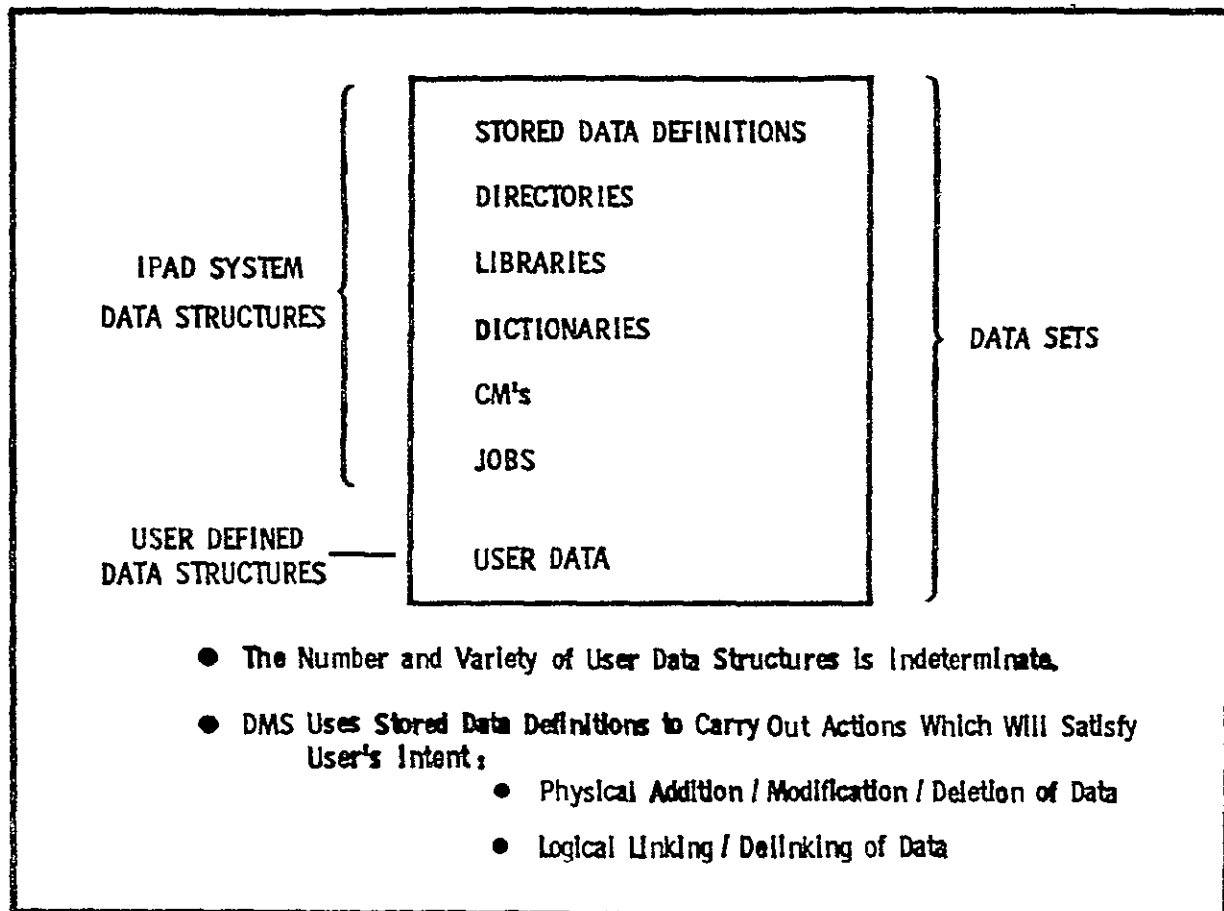 STORED DATA DEFINITIONS
DIRECTORIES
LIBRARIES
DICTIONARIES
CM's
JOBS
USER DATA
IPAD SYSTEM
DATA STRUCTURES
USER DEFINED
DATA STRUCTURES
DATA SETS
● The Number and Variety of User Data Structures is Indeterminate.
● DMS Uses Stored Data Definitions to Carry Out Actions Which Will Satisfy
User's Intent:
● Physical Addition / Modification / Deletion of Data
● Logical Linking / Delinking of Data